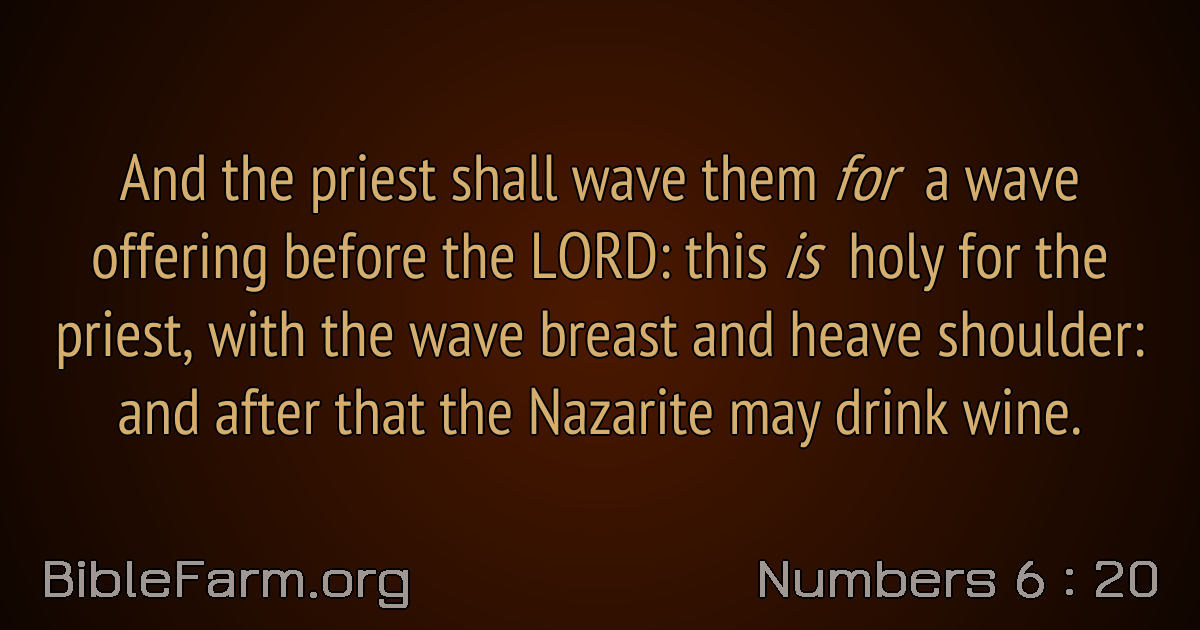 And the priest shall wave them for a wave
offering before the LORD: this is holy for the
priest, with the wave breast and heave shoulder:
and after that the Nazarite may drink wine.
BibleFarm.org
Numbers 6 : 20